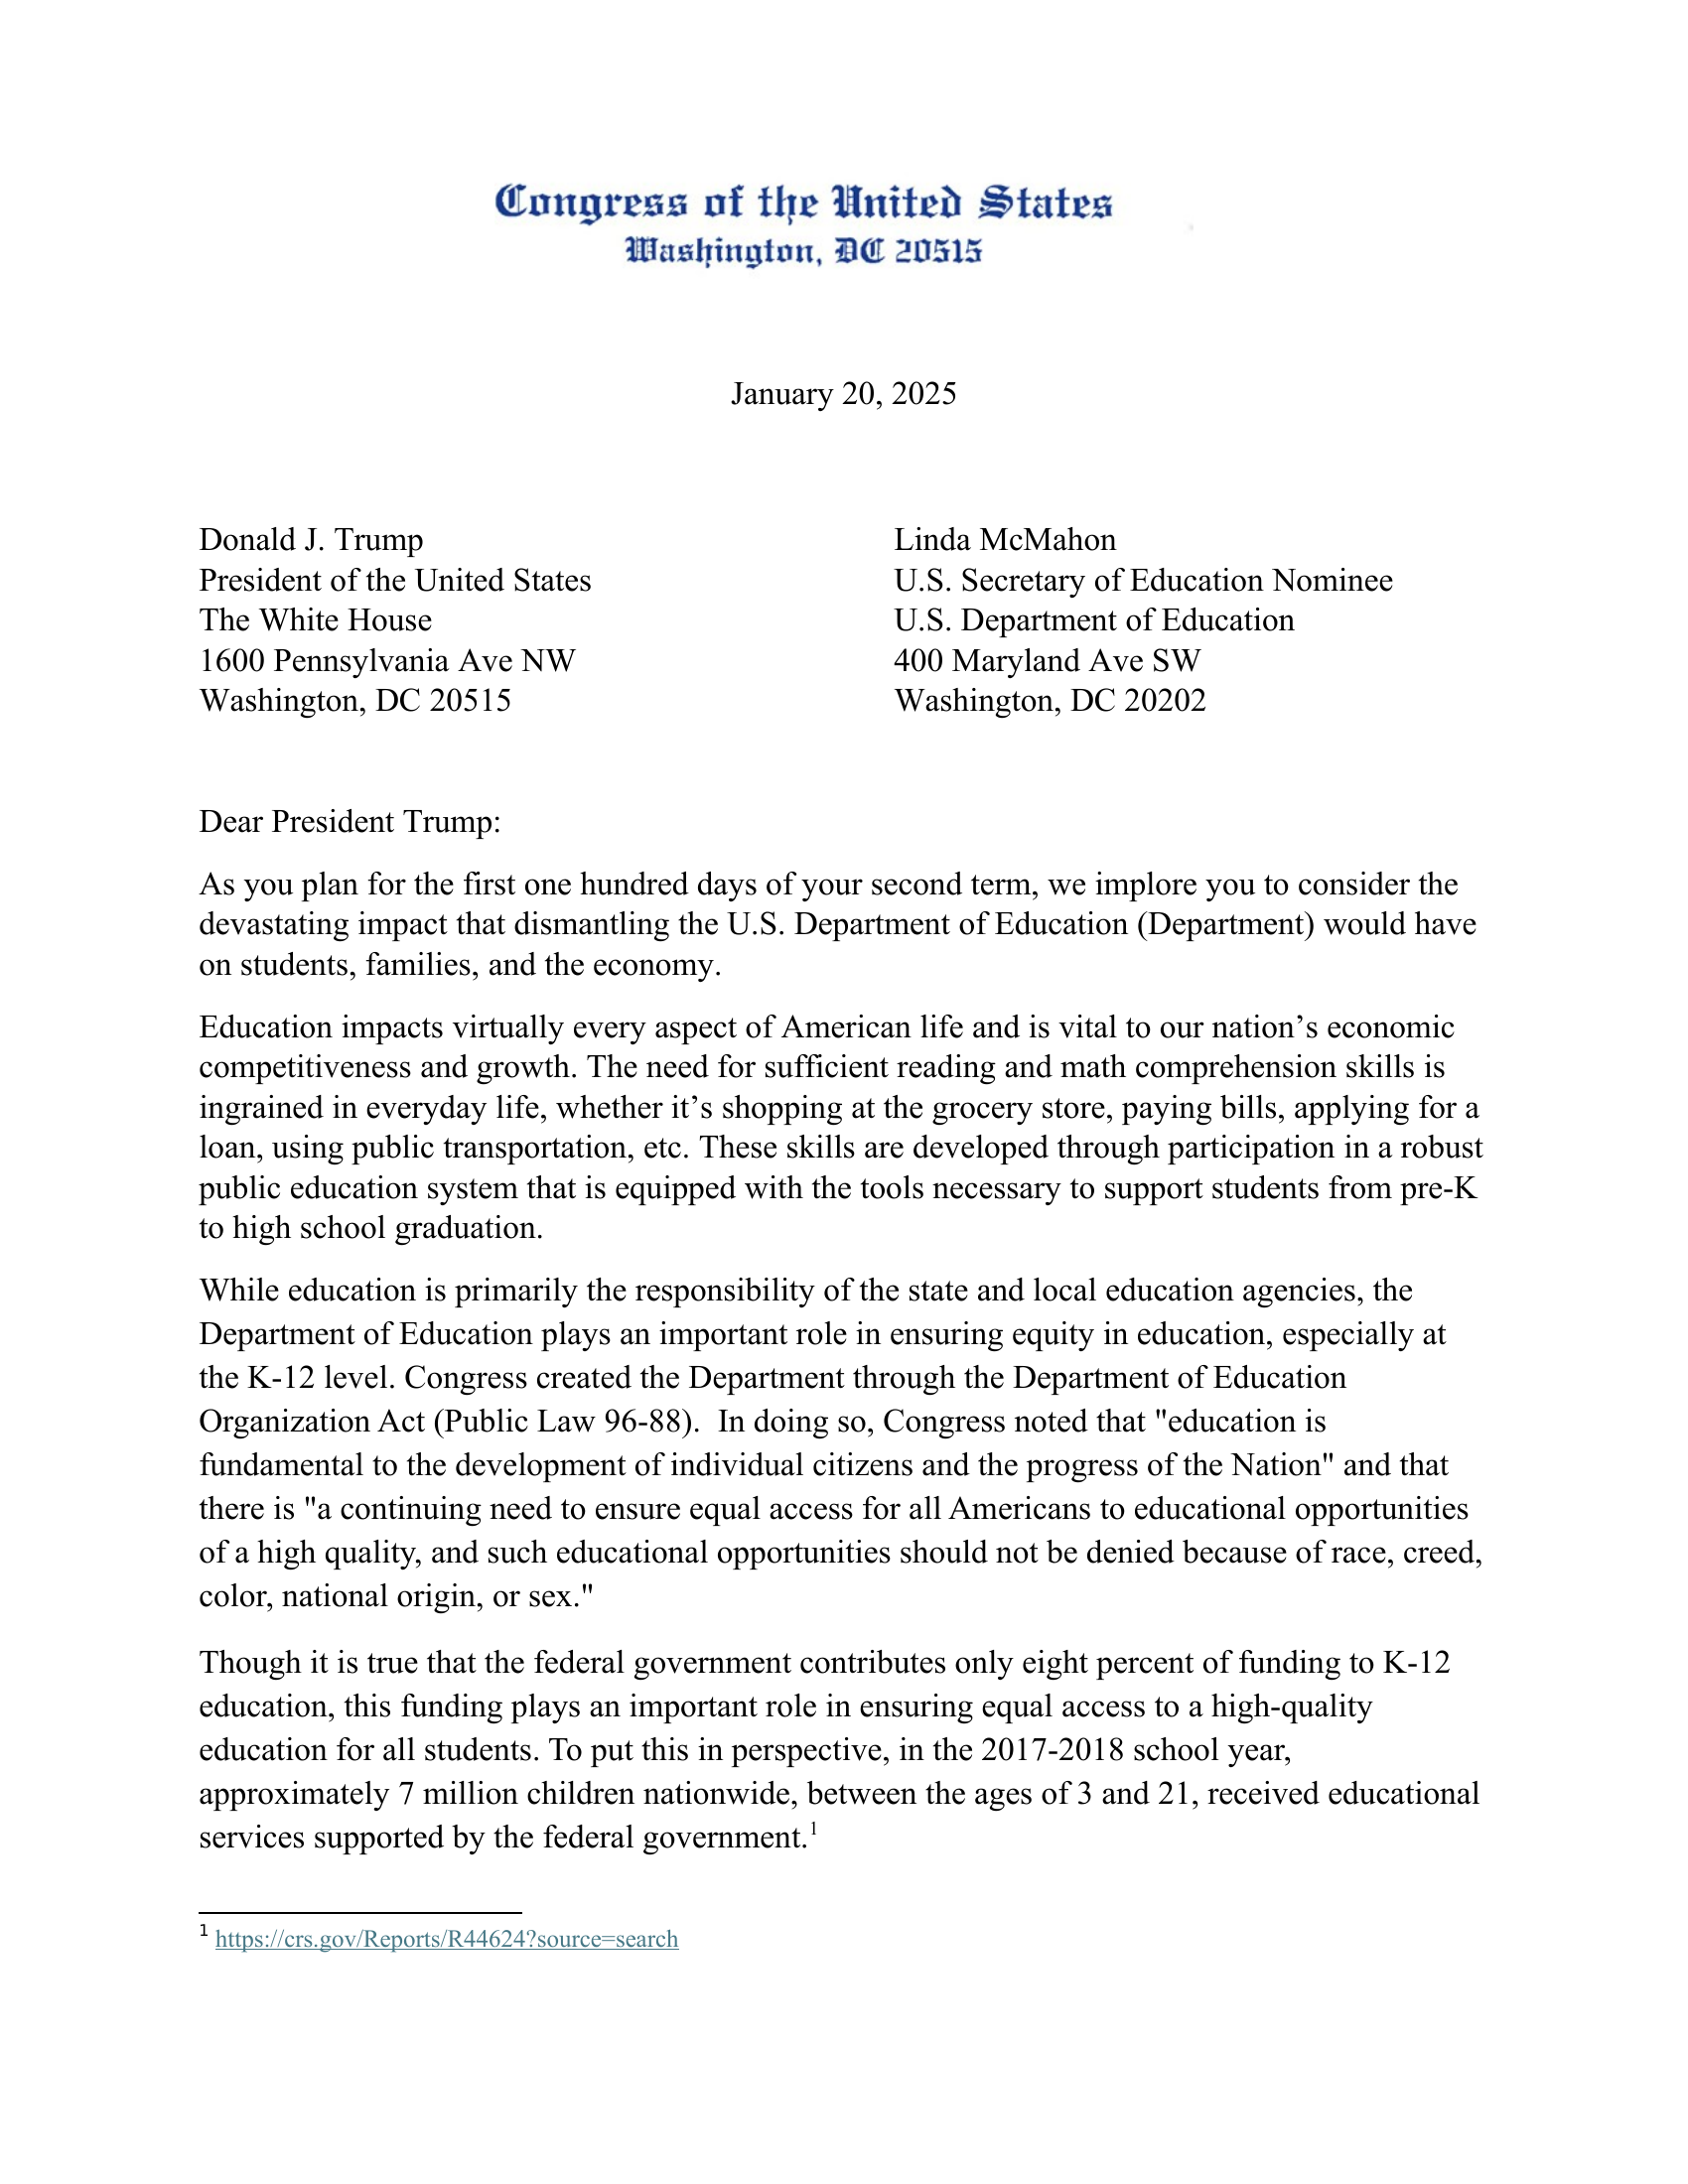 Congress of the United States
Washington, DC 20515
January 20, 2025
Donald J. Trump
President of the United States
The White House
1600 Pennsylvania Ave NW
Washington, DC 20515
Linda McMahon
U.S. Secretary of Education Nominee
U.S. Department of Education
400 Maryland Ave SW
Washington, DC 20202
Dear President Trump:
As you plan for the first one hundred days of your second term, we implore you to consider the
devastating impact that dismantling the U.S. Department of Education (Department) would have
on students, families, and the economy.
Education impacts virtually every aspect of American life and is vital to our nation’s economic
competitiveness and growth. The need for sufficient reading and math comprehension skills is
ingrained in everyday life, whether it’s shopping at the grocery store, paying bills, applying for a
loan, using public transportation, etc. These skills are developed through participation in a robust
public education system that is equipped with the tools necessary to support students from pre-K
to high school graduation.
While education is primarily the responsibility of the state and local education agencies, the
Department of Education plays an important role in ensuring equity in education, especially at
the K-12 level. Congress created the Department through the Department of Education
Organization Act (Public Law 96-88).  In doing so, Congress noted that "education is
fundamental to the development of individual citizens and the progress of the Nation" and that
there is "a continuing need to ensure equal access for all Americans to educational opportunities
of a high quality, and such educational opportunities should not be denied because of race, creed,
color, national origin, or sex."
Though it is true that the federal government contributes only eight percent of funding to K-12
education, this funding plays an important role in ensuring equal access to a high-quality
education for all students. To put this in perspective, in the 2017-2018 school year,
approximately 7 million children nationwide, between the ages of 3 and 21, received educational
services supported by the federal government.1
1 https://crs.gov/Reports/R44624?source=search